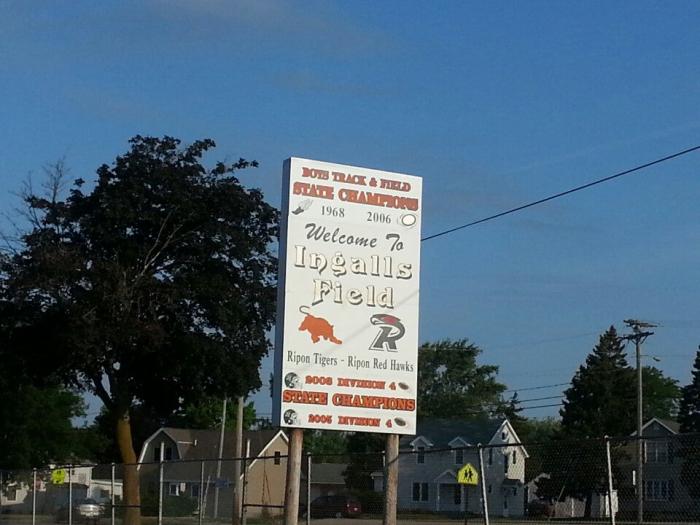 BOYS TRACK & FIELD
STATE CHAMPIONS
1968 2006
Welcome To
Ingalls
Field
R
Ripon Tigers - Ripon Red Hawks
2003 DIVISION 4
STATE CHAMPIONS
2005 DIVISION 4